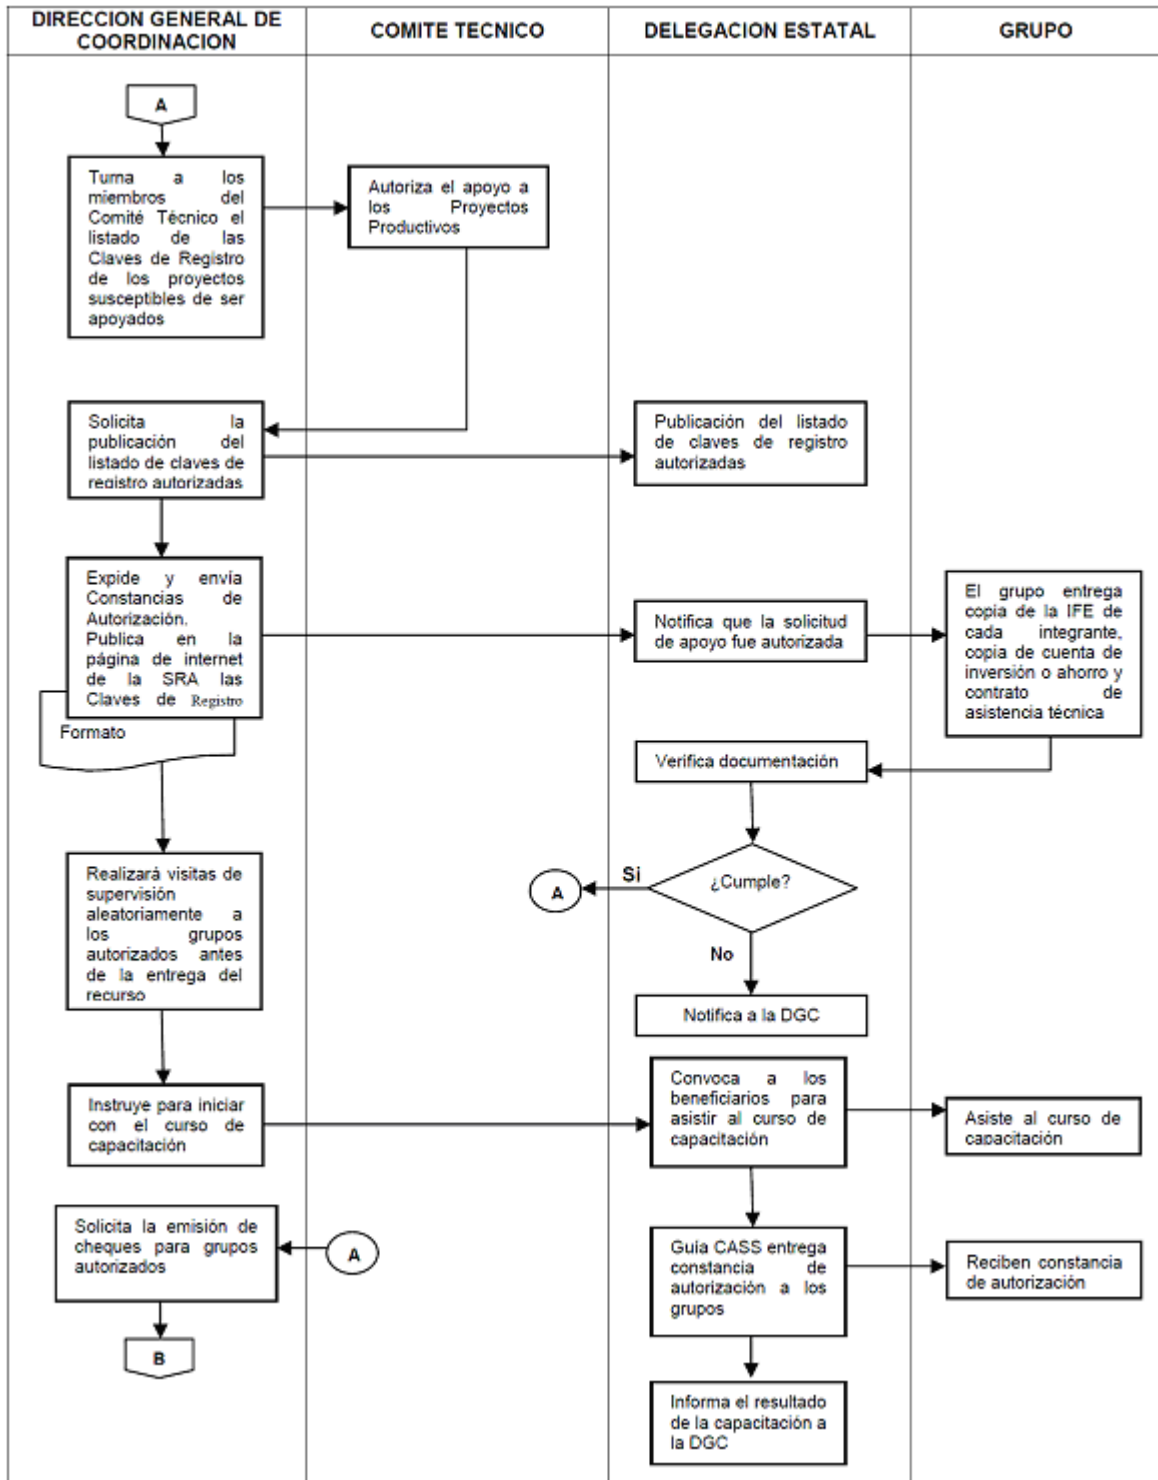 DIRECCION GENERAL DE
COORDINACION
COMITE TECNICO
DELEGACION ESTATAL
GRUPO
A
Turna a los
miembros del
Comité Técnico el
listado de las
Claves de Registro
de los proyectos
susceptibles de ser
apoyados
Autoriza el apoyo a
los Proyectos
Productivos
Solicita la
publicación del
listado de claves de
registro autorizadas
Publicación del listado
de claves de registro
autorizadas
Expide y envía
Constancias de
Autorización.
Publica en la
página de internet
de la SRA las
Claves de Registro
Formato
Notifica que la solicitud
de apoyo fue autorizada
El grupo entrega
copia de la IFE de
cada integrante,
copia de cuenta de
inversión o ahorro y
contrato de
asistencia técnica
Verifica documentación
¿Cumple?
Si
A
No
Notifica a la DGC
Realizará visitas de
supervisión
aleatoriamente a
los grupos
autorizados antes
de la entrega del
recurso
Instruye para iniciar
con el curso de
capacitación
Convoca a los
beneficiarios para
asistir al curso de
capacitación
Asiste al curso de
capacitación
Solicita la emisión de
cheques para grupos
autorizados
A
Guía CASS entrega
constancia de
autorización a los
grupos
Reciben constancia
de autorización
B
Informa el resultado
de la capacitación a
la DGC